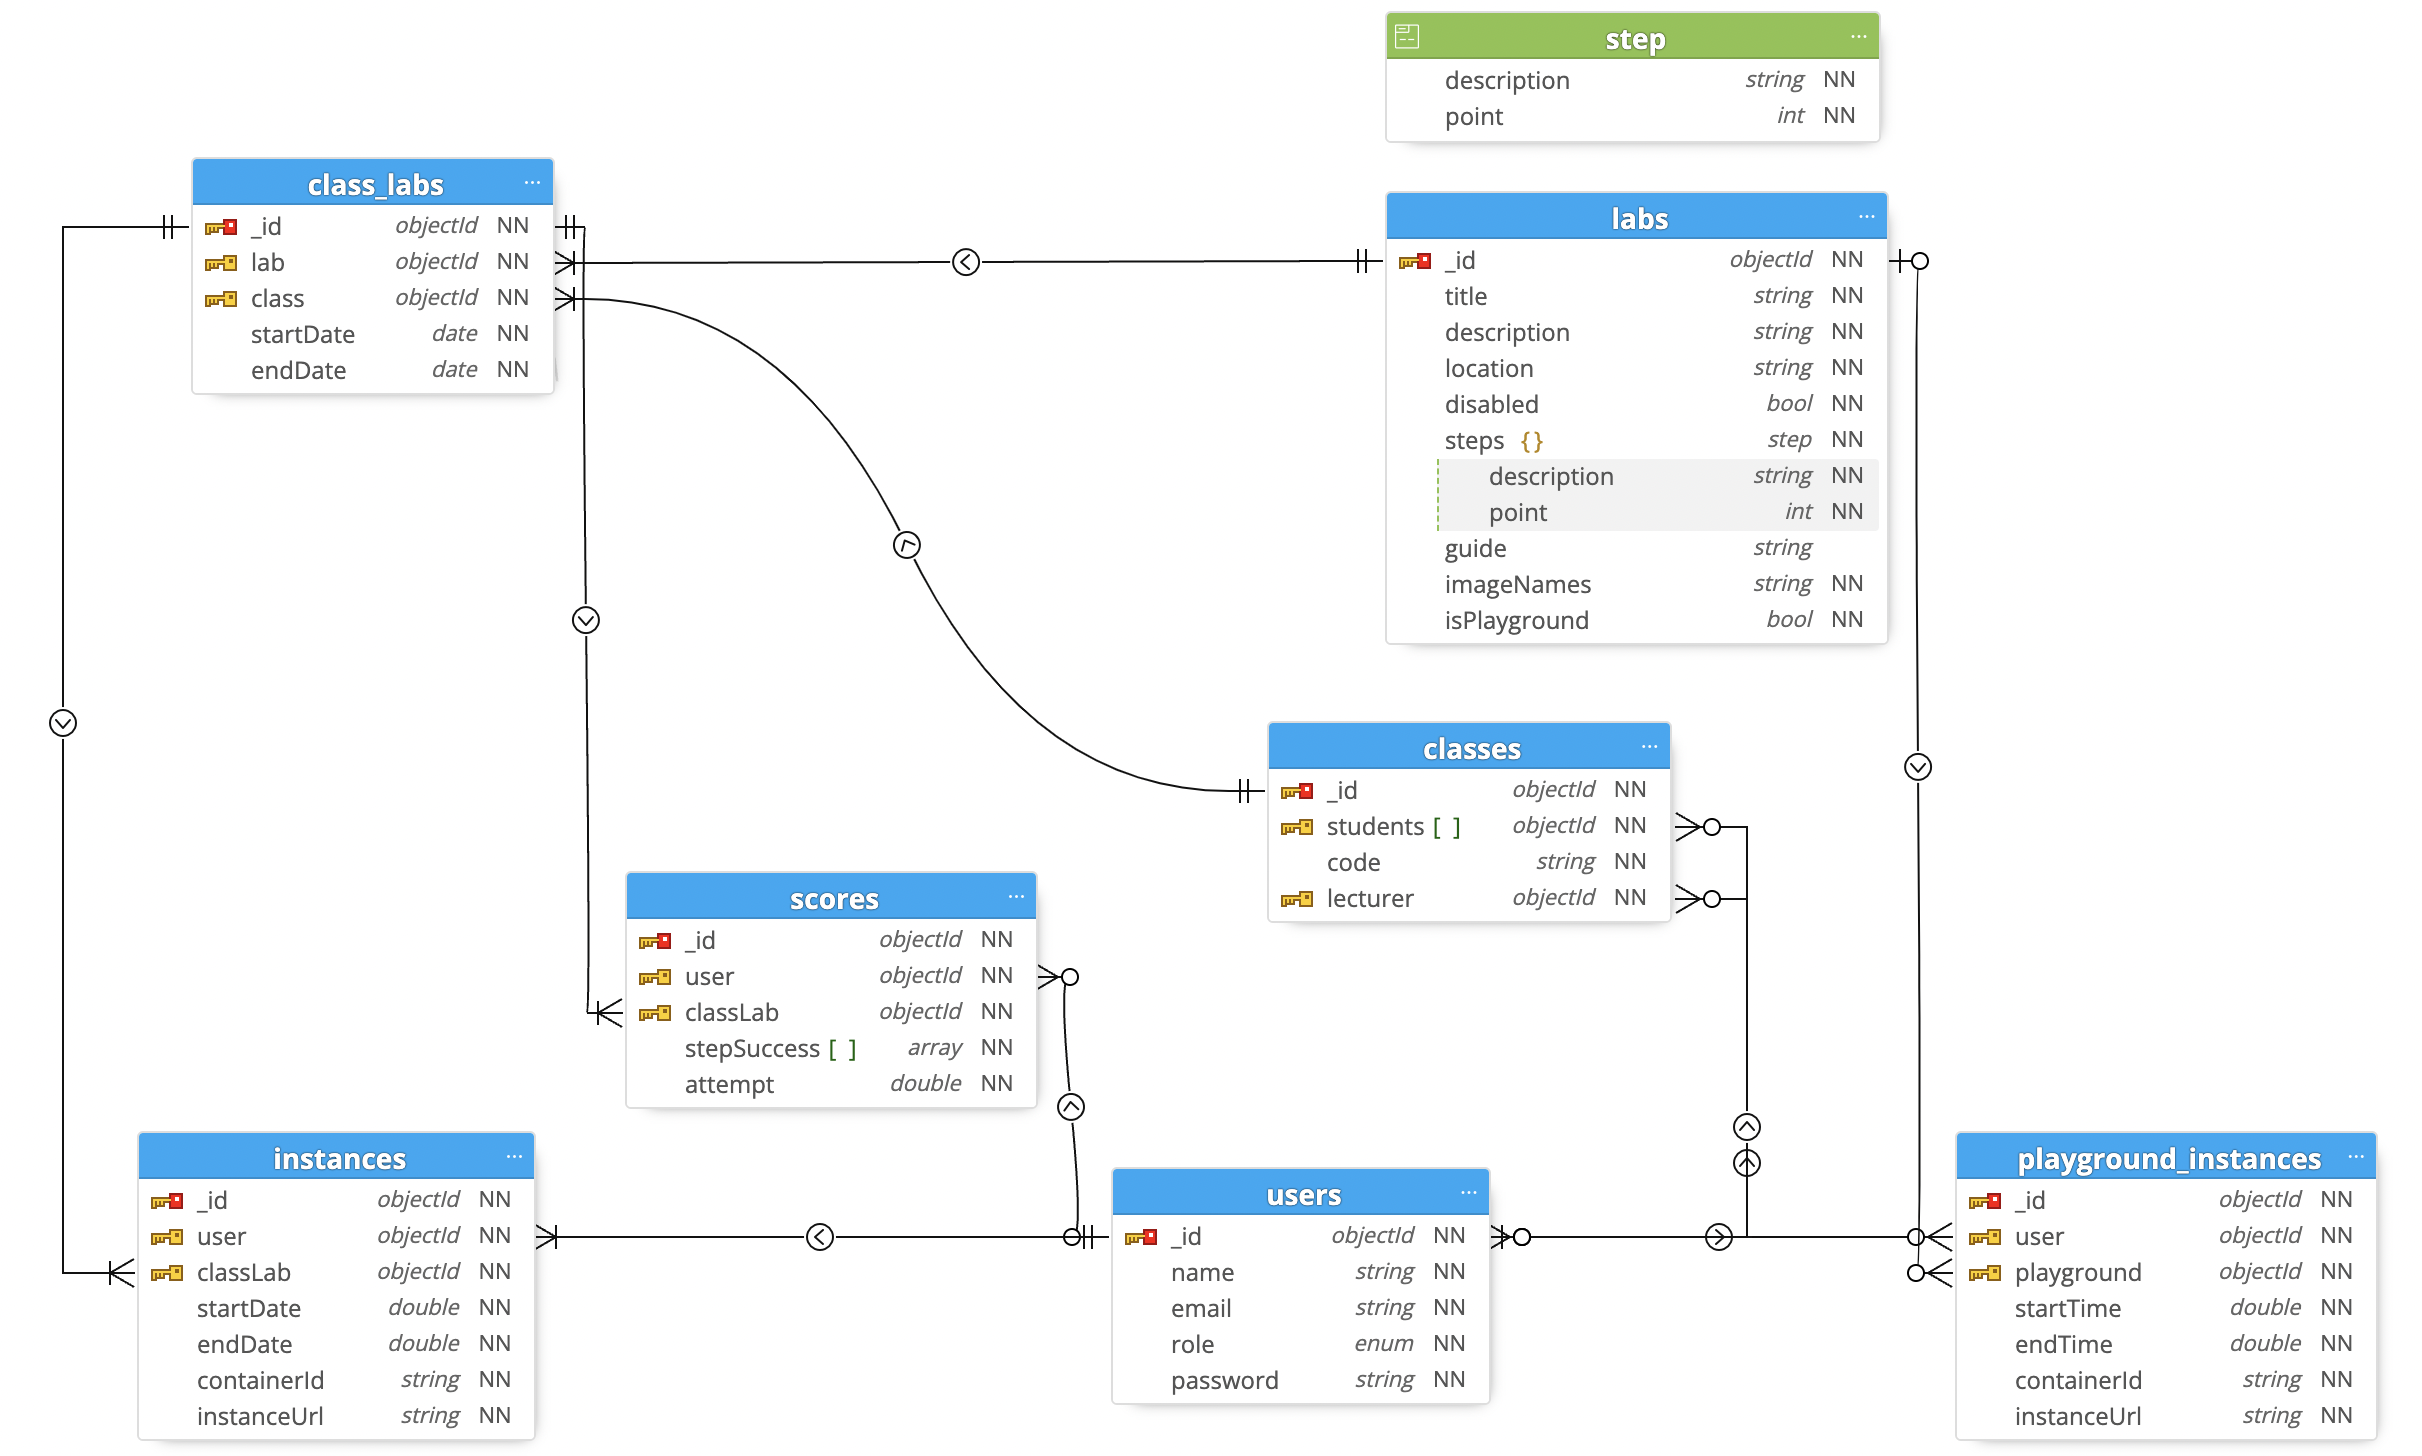 step
description string NN
point int NN
class_labs
_id objectId NN
lab objectId NN
class objectId NN
startDate date NN
endDate date NN
labs
_id objectId NN
title string NN
description string NN
location string NN
disabled bool NN
steps {} step NN
description string NN
point int NN
guide string
imageNames string NN
isPlayground bool NN
classes
_id objectId NN
students [ ] objectId NN
code string NN
lecturer objectId NN
scores
_id objectId NN
user objectId NN
classLab objectId NN
stepSuccess [ ] array NN
attempt double NN
instances
_id objectId NN
user objectId NN
classLab objectId NN
startDate double NN
endDate double NN
containerId string NN
instanceUrl string NN
users
_id objectId NN
name string NN
email string NN
role enum NN
password string NN
playground_instances
_id objectId NN
user objectId NN
playground objectId NN
startTime double NN
endTime double NN
containerId string NN
instanceUrl string NN